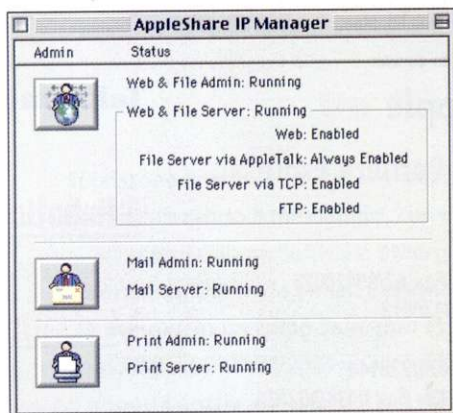 AppleShare IP Manager
Admin Status
Web & File Admin: Running
Web & File Server: Running
Web: Enabled
File Server via AppleTalk: Always Enabled
File Server via TCP: Enabled
FTP: Enabled
Mail Admin: Running
Mail Server: Running
Print Admin: Running
Print Server: Running